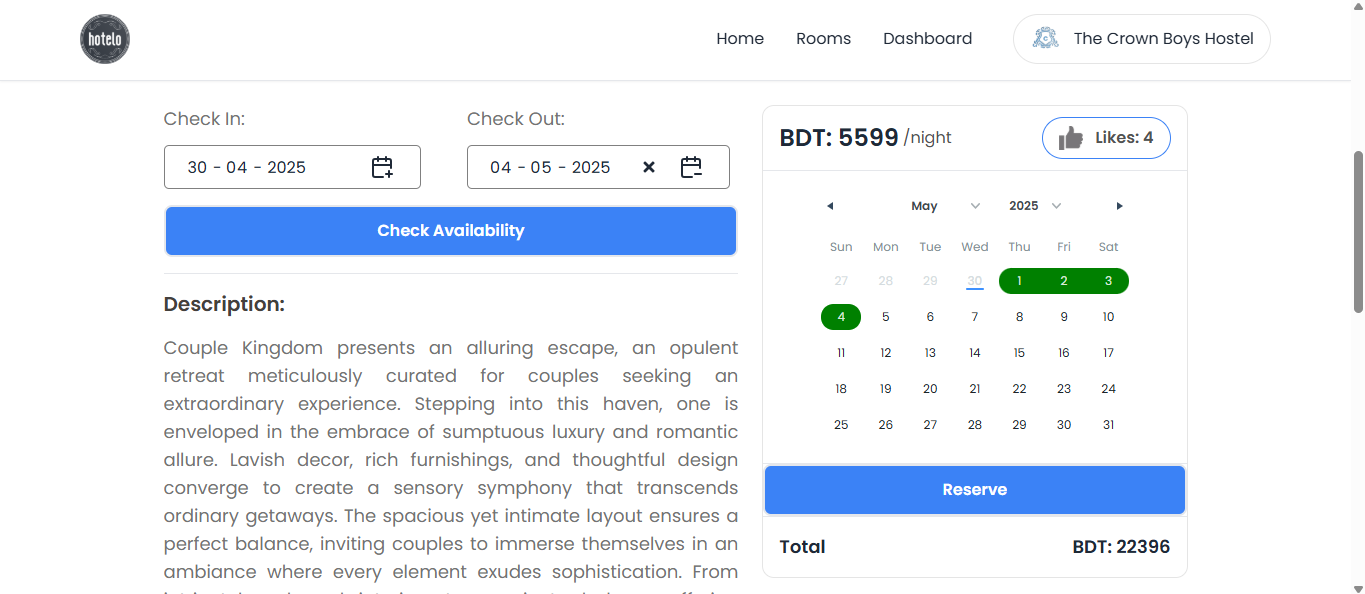 hotelo
Home Rooms Dashboard The Crown Boys Hostel
Check In:
Check Out:
30 - 04 - 2025
04 - 05 - 2025
Check Availability
Description:
Couple Kingdom presents an alluring escape, an opulent
retreat meticulously curated for couples seeking an
extraordinary experience. Stepping into this haven, one is
enveloped in the embrace of sumptuous luxury and romantic
allure. Lavish decor, rich furnishings, and thoughtful design
converge to create a sensory symphony that transcends
ordinary getaways. The spacious yet intimate layout ensures a
perfect balance, inviting couples to immerse themselves in an
ambiance where every element exudes sophistication. From
BDT: 5599 /night
Likes: 4
May 2025
Sun Mon Tue Wed Thu Fri Sat
27 28 29 30 1 2 3
4 5 6 7 8 9 10
11 12 13 14 15 16 17
18 19 20 21 22 23 24
25 26 27 28 29 30 31
Reserve
Total BDT: 22396